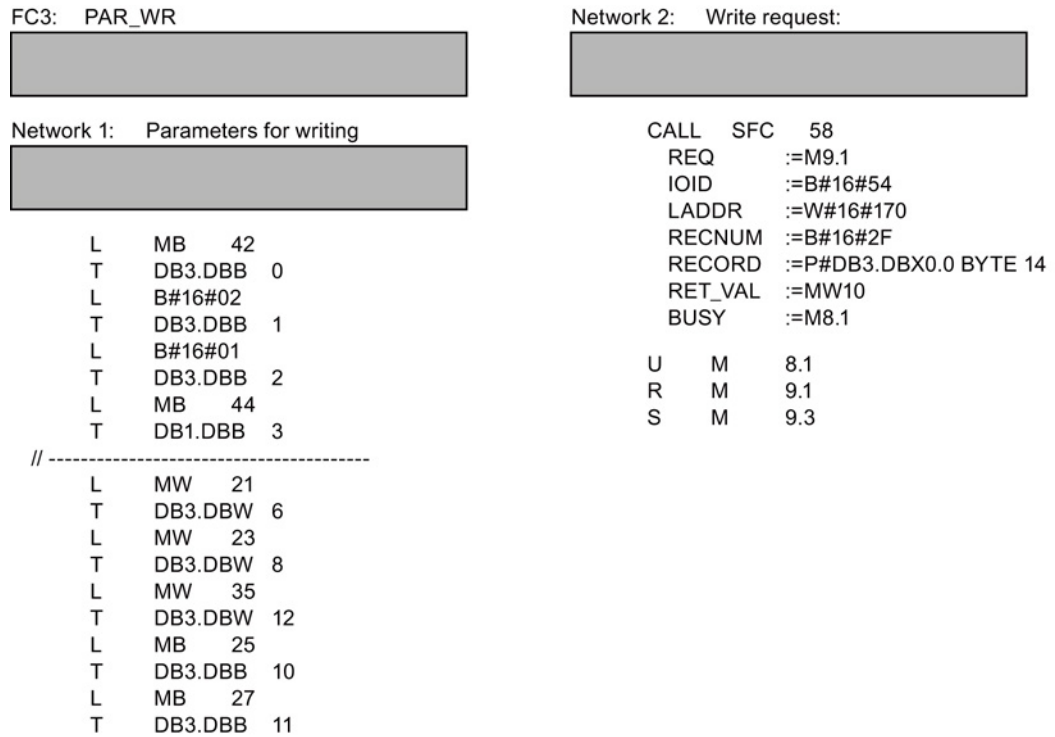 FC3: PAR_WR
Network 1: Parameters for writing
L MB 42
T DB3.DBB 0
L B#16#02
T DB3.DBB 1
L B#16#01
T DB3.DBB 2
L MB 44
T DB1.DBB 3
// ----------------------------------------
L MW 21
T DB3.DBW 6
L MW 23
T DB3.DBW 8
L MW 35
T DB3.DBW 12
L MB 25
T DB3.DBB 10
L MB 27
T DB3.DBB 11
Network 2: Write request:
CALL SFC 58
REQ :=M9.1
IOID :=B#16#54
LADDR :=W#16#170
RECNUM :=B#16#2F
RECORD :=P#DB3.DBX0.0 BYTE 14
RET_VAL :=MW10
BUSY :=M8.1
U M 8.1
R M 9.1
S M 9.3